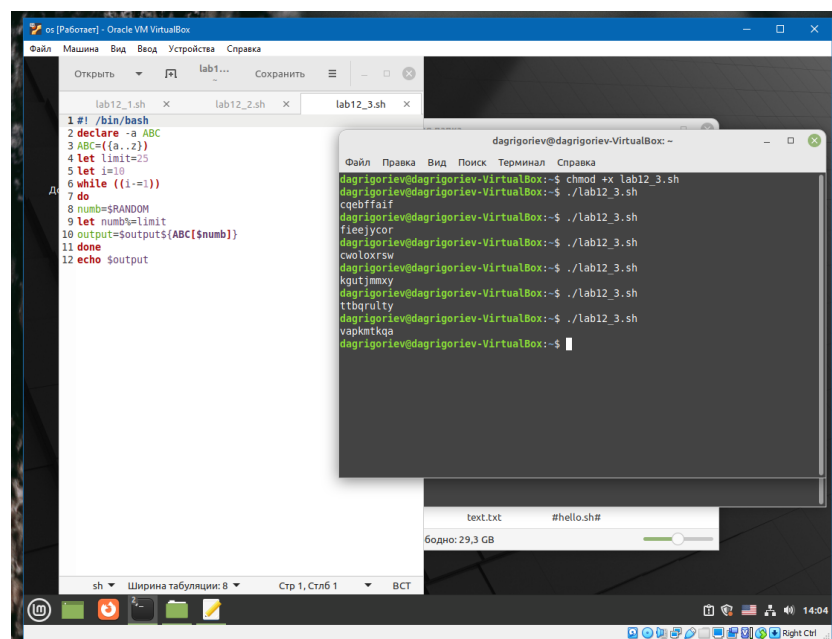 os [Работает] - Oracle VM VirtualBox
Файл Машина Вид Ввод Устройства Справка
Открыть lab1... Сохранить
~
lab12_1.sh lab12_2.sh lab12_3.sh
1 #! /bin/bash
2 declare -a ABC
3 ABC=({a..z})
4 let limit=25
5 let i=10
6 while ((i-=1))
7 do
8 numb=$RANDOM
9 let numb%=limit
10 output=$output${ABC[$numb]}
11 done
12 echo $output
sh Ширина табуляции: 8 Стр 1, Стлб 1 ВСТ
dagrigoriev@dagrigoriev-VirtualBox: ~
Файл Правка Вид Поиск Терминал Справка
dagrigoriev@dagrigoriev-VirtualBox:~$ chmod +x lab12_3.sh
dagrigoriev@dagrigoriev-VirtualBox:~$ ./lab12_3.sh
cqebffaif
dagrigoriev@dagrigoriev-VirtualBox:~$ ./lab12_3.sh
fieejycor
dagrigoriev@dagrigoriev-VirtualBox:~$ ./lab12_3.sh
cwoloxrsw
dagrigoriev@dagrigoriev-VirtualBox:~$ ./lab12_3.sh
kgutjmmxy
dagrigoriev@dagrigoriev-VirtualBox:~$ ./lab12_3.sh
ttbqrulty
dagrigoriev@dagrigoriev-VirtualBox:~$ ./lab12_3.sh
vapkmtkqa
dagrigoriev@dagrigoriev-VirtualBox:~$
text.txt #hello.sh#
бодно: 29,3 GB
14:04
Right Ctrl